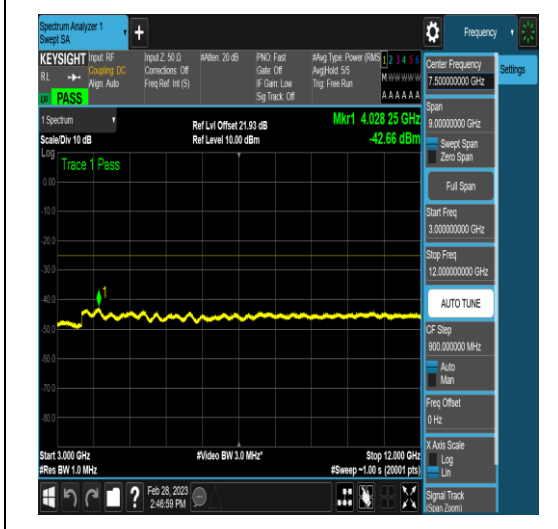 Spectrum Analyzer 1
Swept SA
+
Frequency
KEYSIGHT
RL
PASS
Input: RF
Coupling: DC
Align: Auto
Input Z: 50 Ω
Corrections: Off
Freq Ref: Int (S)
#Atten: 20 dB
PNO: Fast
Gate: Off
IF Gain: Low
Sig Track: Off
#Avg Type: Power (RMS
Avg|Hold: 5/5
Trig: Free Run
1 2 3 4 5 6
M W W W W W
A A A A A A
1 Spectrum
Scale/Div 10 dB
Ref Lvl Offset 21.93 dB
Ref Level 10.00 dBm
Mkr1 4.028 25 GHz
-42.66 dBm
Log
Trace 1 Pass
0.00
-10.0
-20.0
-30.0
-40.0
-50.0
-60.0
-70.0
-80.0
1
Start 3.000 GHz
#Res BW 1.0 MHz
#Video BW 3.0 MHz*
Stop 12.000 GHz
#Sweep ~1.00 s (20001 pts)
Center Frequency
7.500000000 GHz
Settings
Span
9.00000000 GHz
Swept Span
Zero Span
Full Span
Start Freq
3.000000000 GHz
Stop Freq
12.000000000 GHz
AUTO TUNE
CF Step
900.000000 MHz
Auto
Man
Freq Offset
0 Hz
X Axis Scale
Log
Lin
Signal Track
(Span Zoom)
?
Feb 28, 2023
2:46:59 PM